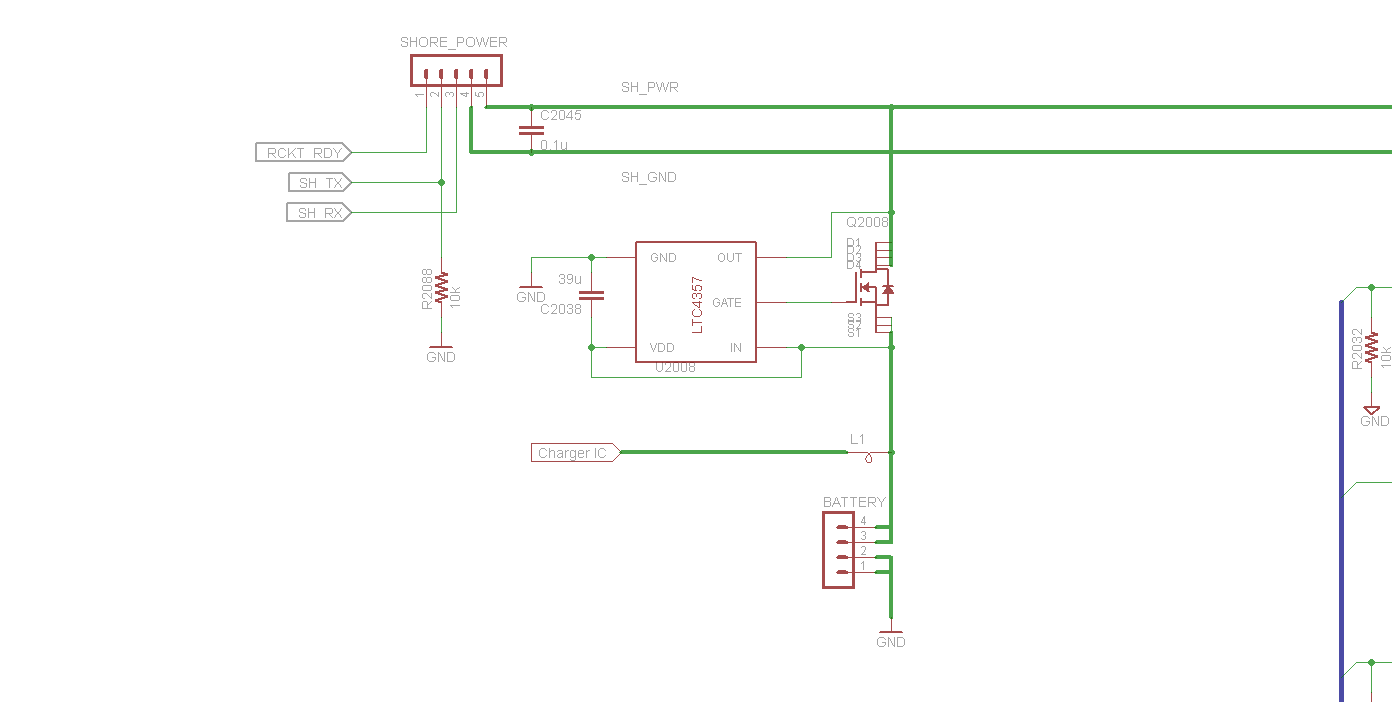 SHORE_POWER
1
2
3
4
5
SH_PWR
C2045
0.1u
RCKT_RDY
SH_TX
SH_GND
SH_RX
Q2008
D1
D2
D3
D4
GND
OUT
39u
GND
C2038
R2088
10K
LTC4357
GATE
S3
S2
S1
GND
VDD
IN
U2008
R2032
10K
GND
L1
Charger IC
BATTERY
4
3
2
1
GND